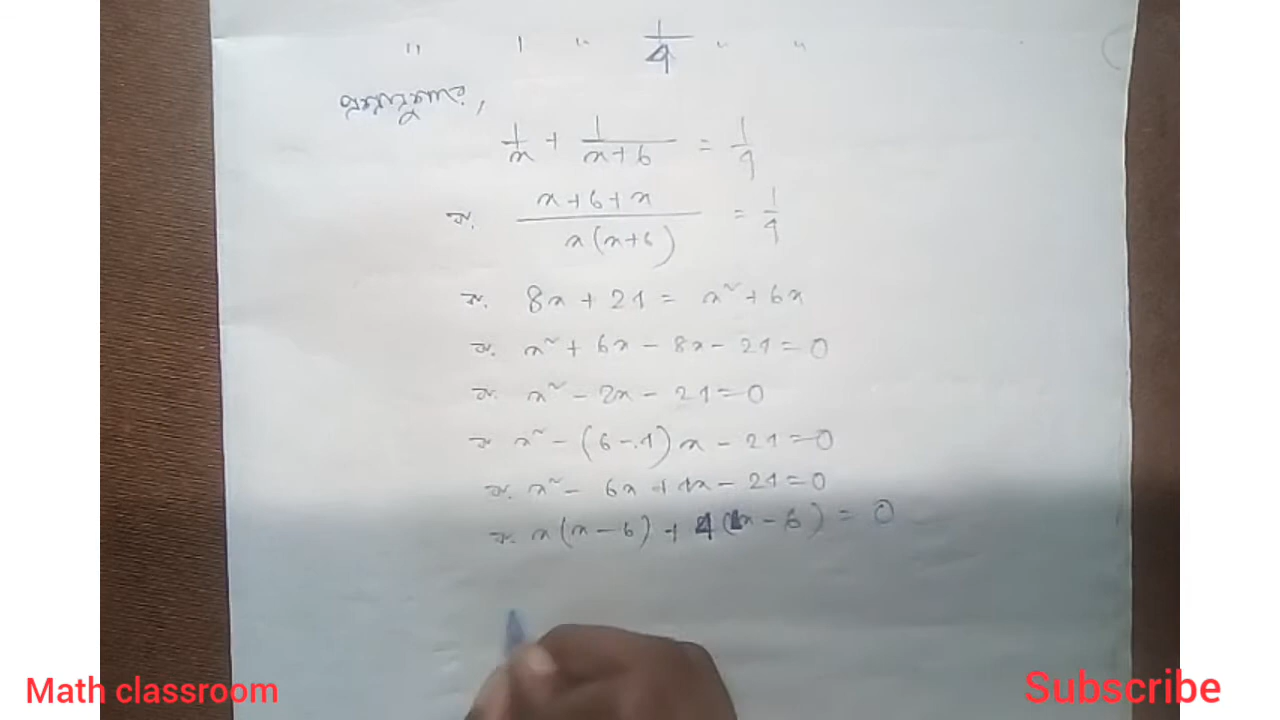 " 1 " 1/4 " "
প্রশ্নানুসারে,
1/x + 1/(x+6) = 1/4
বা. (x+6+x)/(x(x+6)) = 1/4
বা. 8x + 24 = x² + 6x
বা. x² + 6x - 8x - 24 = 0
বা. x² - 2x - 24 = 0
বা x² - (6-4)x - 24 = 0
বা. x² - 6x + 4x - 24 = 0
বা. x(x-6) + 4(x-6) = 0
Math classroom
Subscribe